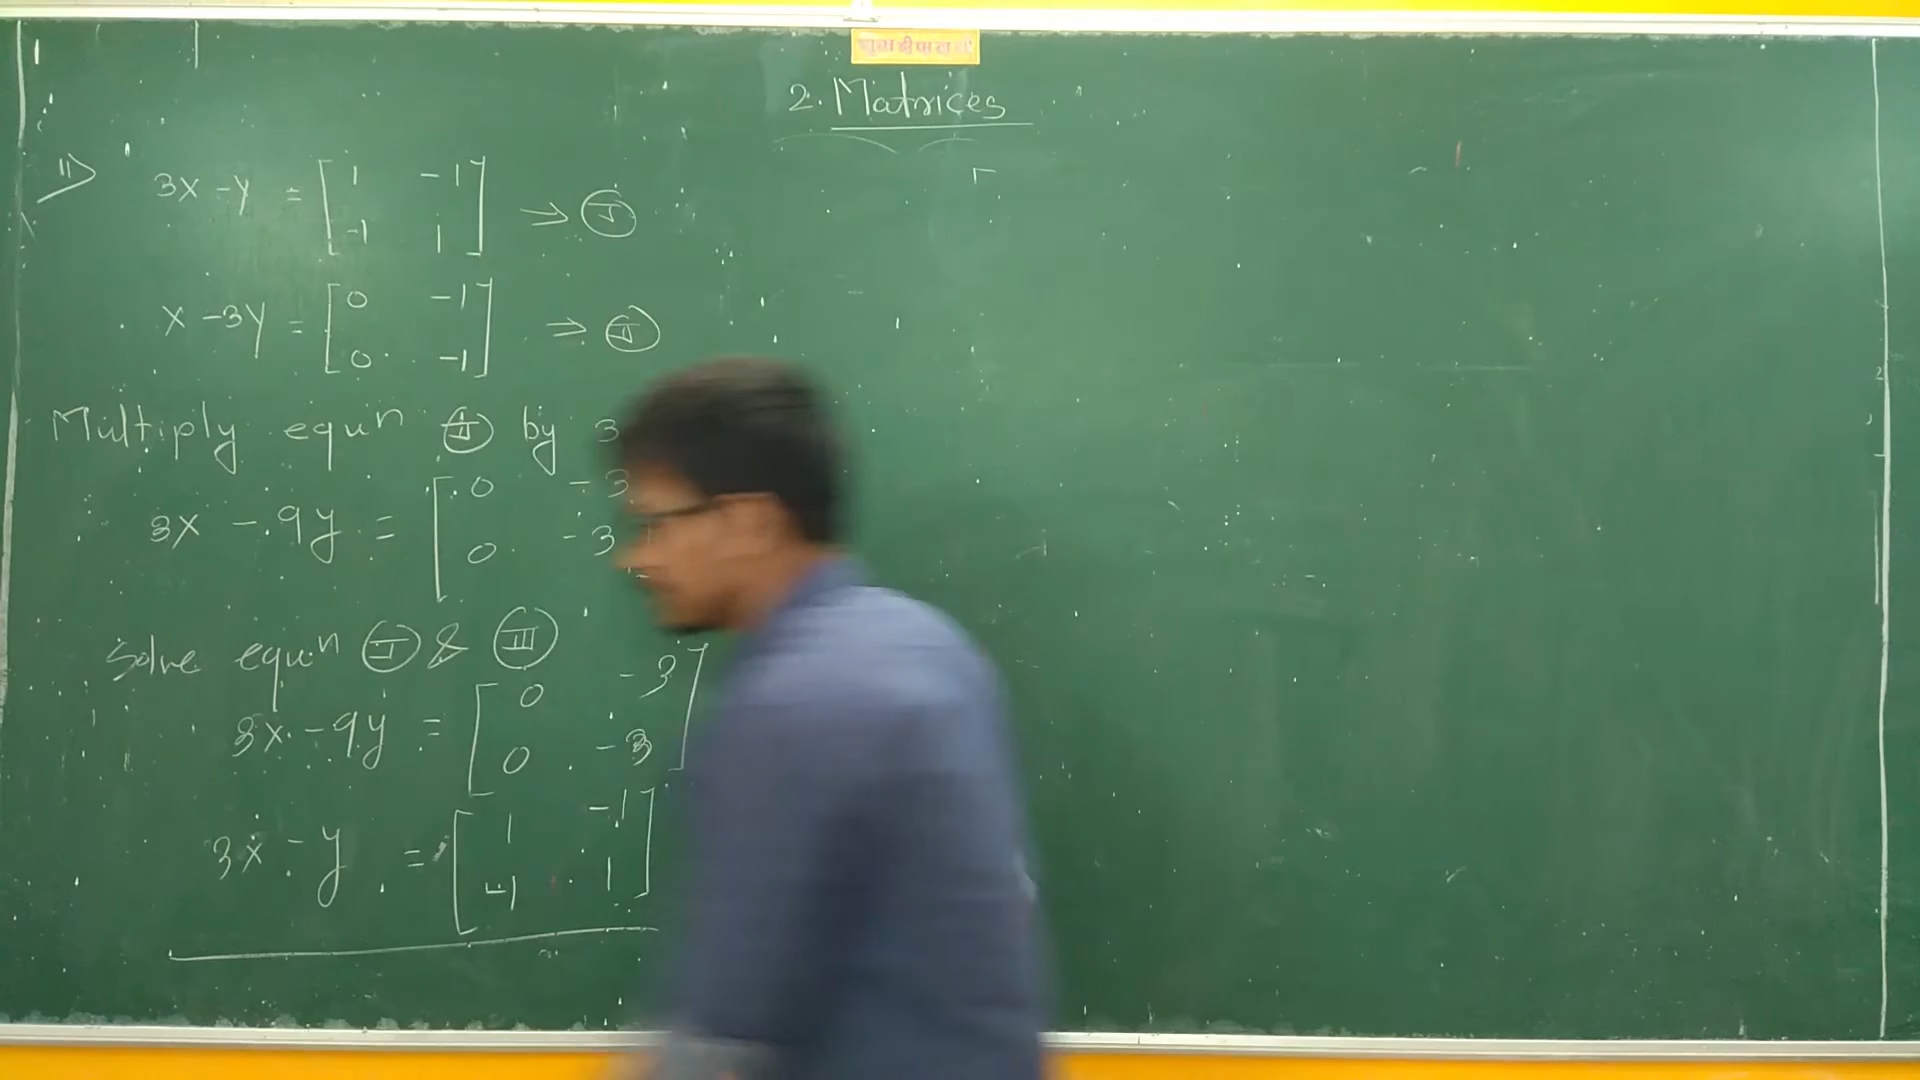 2. Matrices
11>
3X - Y = [ 1 -1 ] ⇒ (I)
[ -1 1 ]
X - 3Y = [ 0 -1 ] ⇒ (II)
[ 0 -1 ]
Multiply equn (II) by 3
3X - 9y = [ 0 -3
[ 0 -3
Solve equn (I) & (III)
3x - 9y = [ 0 -3 ]
[ 0 -3 ]
3x - y = [ 1 -1 ]
[ -1 1 ]